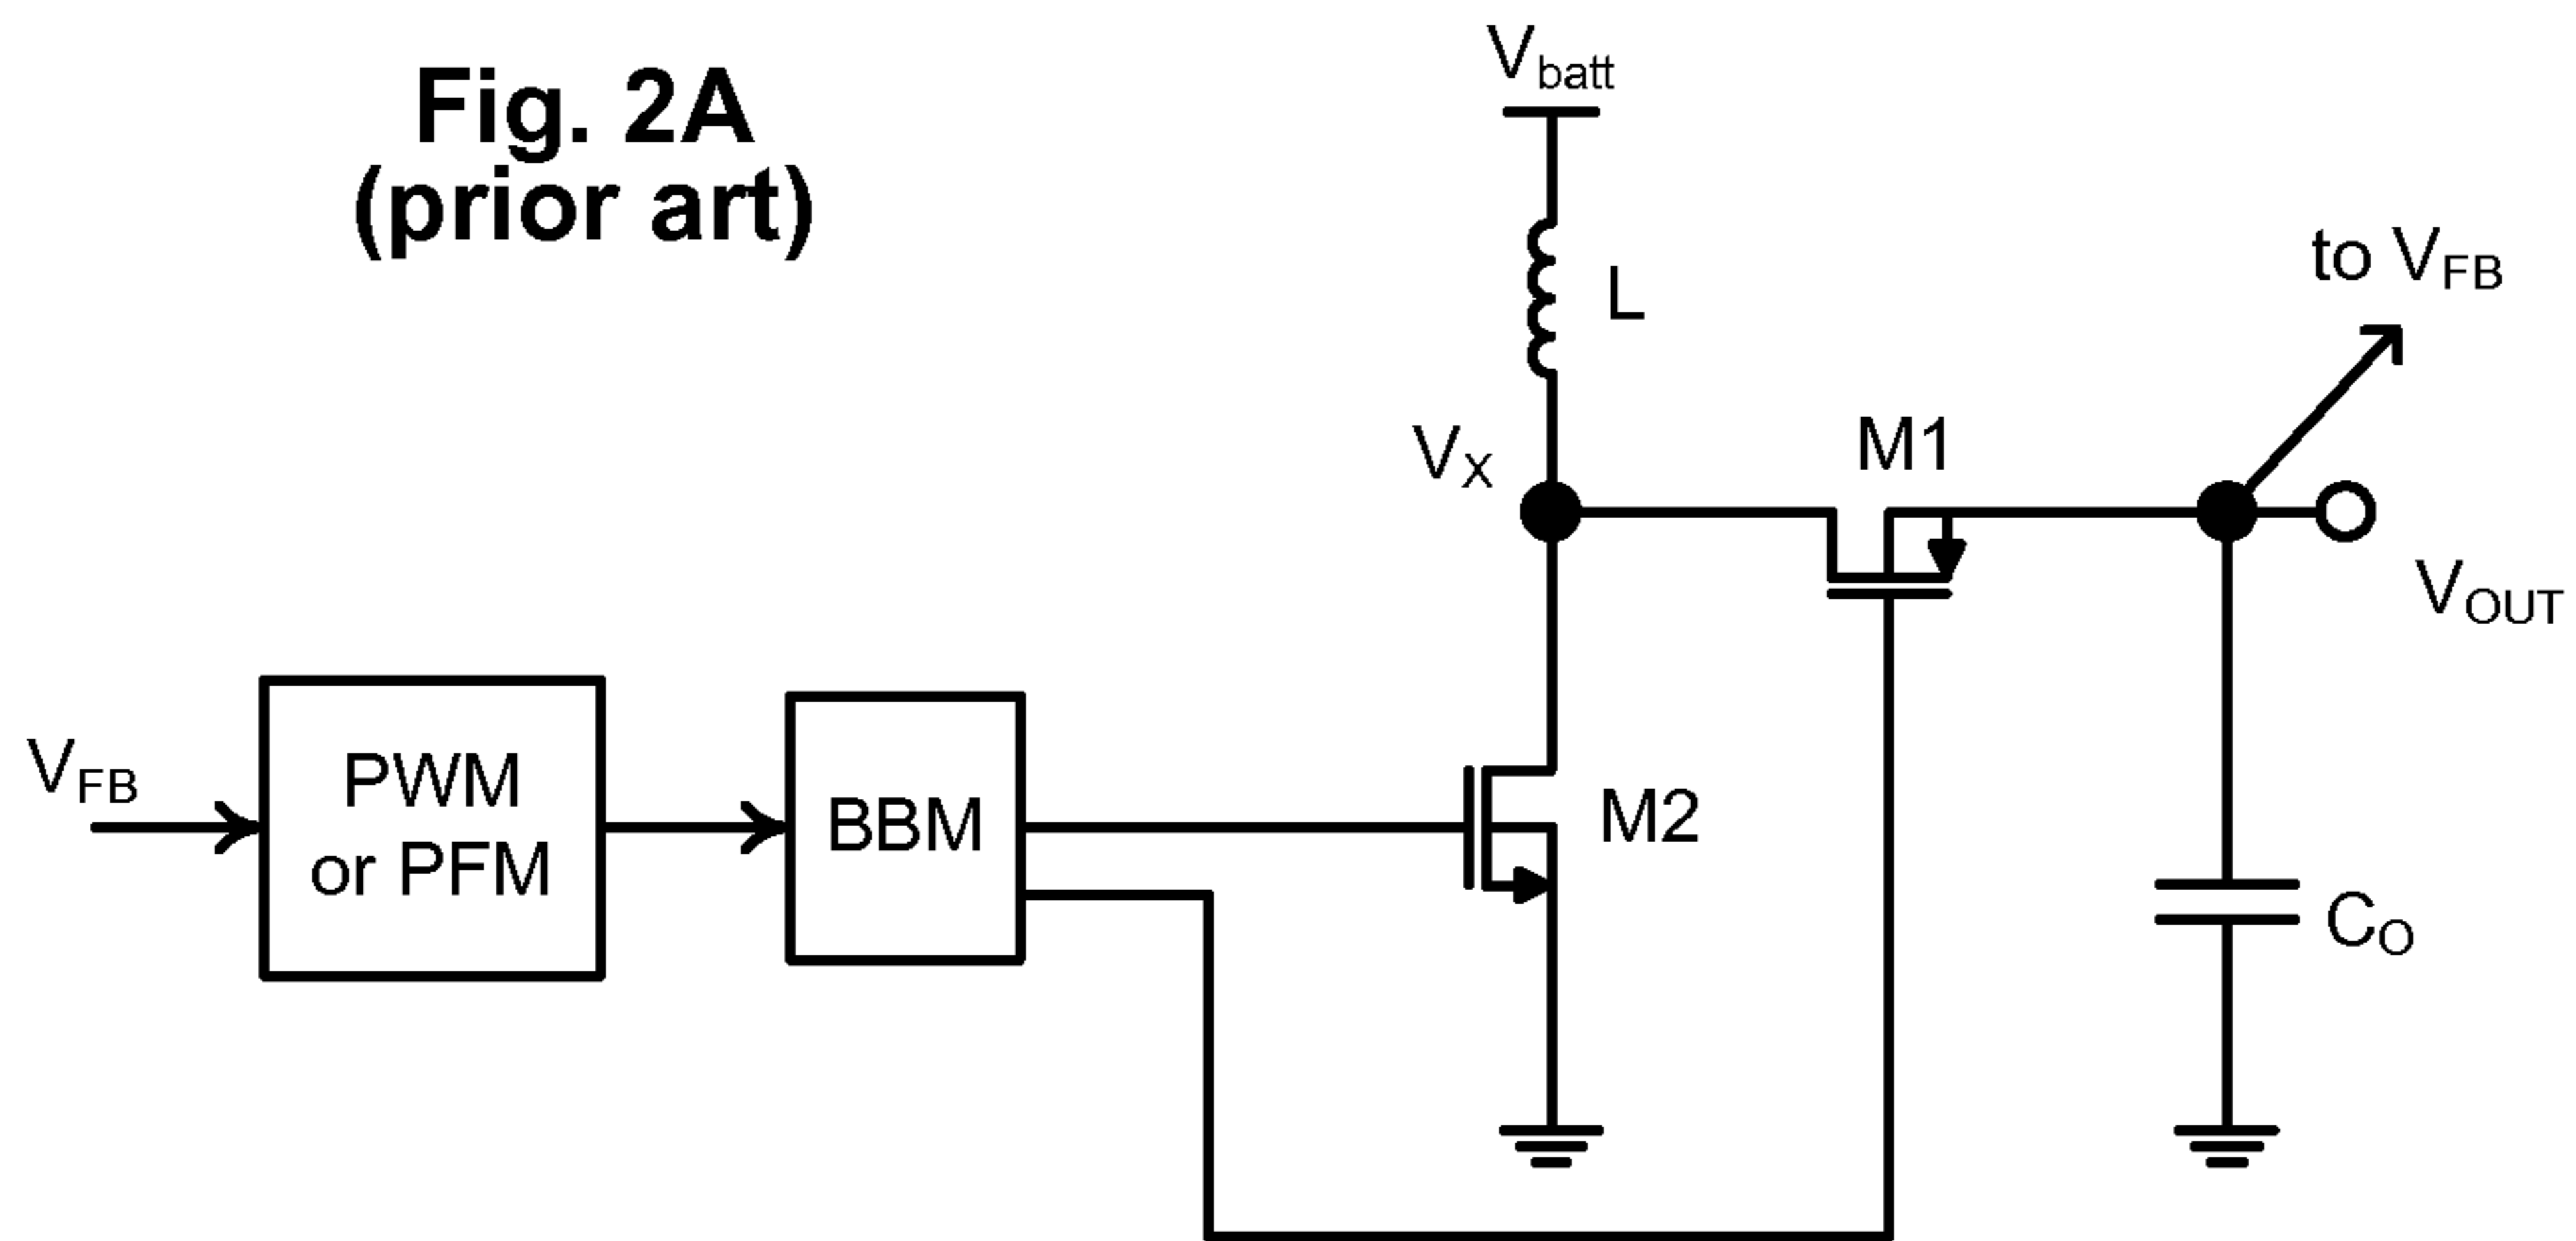 Fig. 2A
(prior art)
Vbatt
L
to VFB
VX
M1
VOUT
VFB
PWM
or PFM
BBM
M2
CO